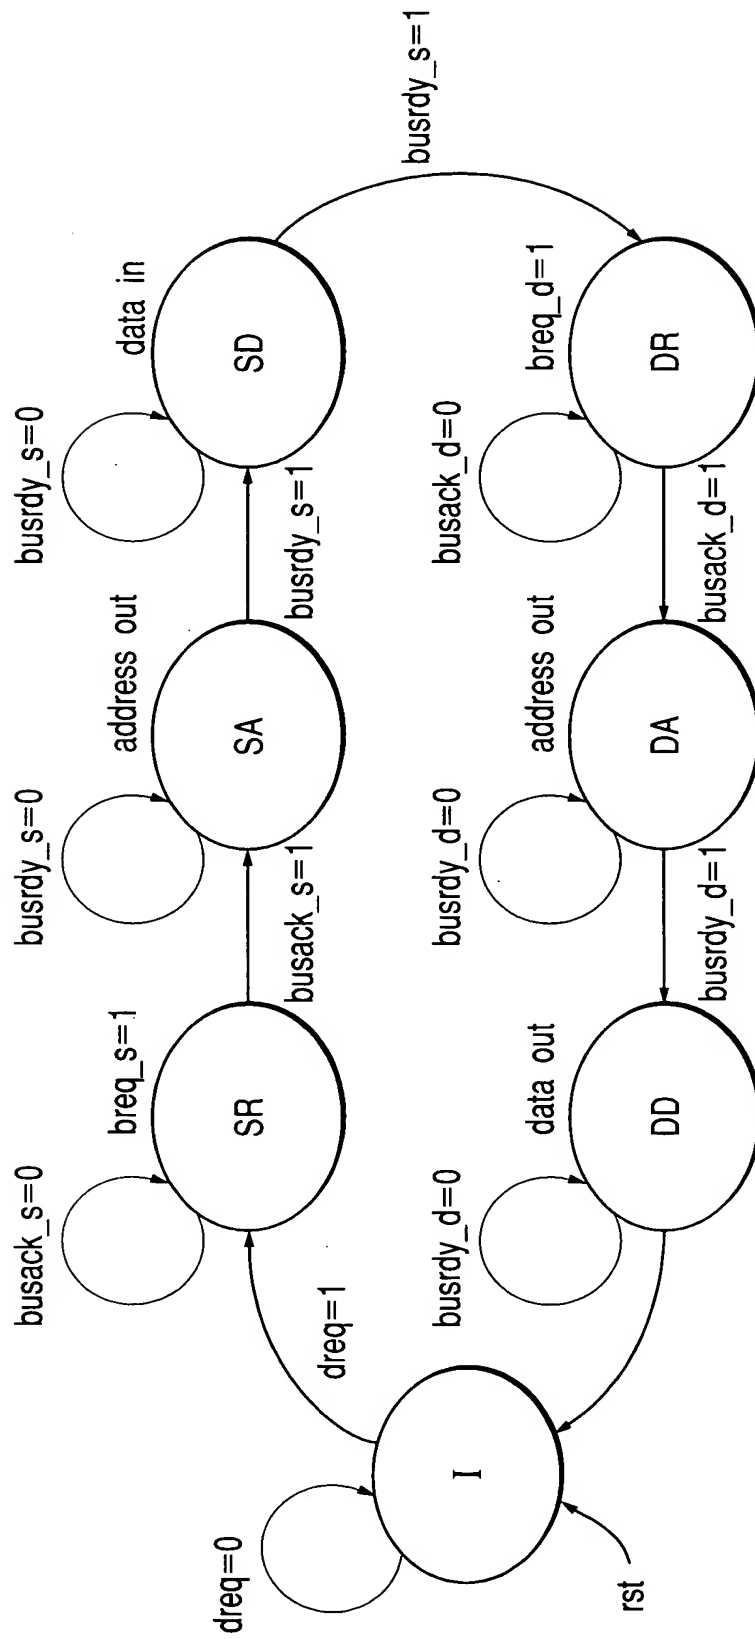 dreq=0
I
rst
dreq=1
busack_s=0
breq_s=1
SR
busack_s=1
busrdy_s=0
address out
SA
busrdy_s=1
busrdy_s=0
data in
SD
busrdy_s=1
busack_d=0
breq_d=1
DR
busack_d=1
busrdy_d=0
address out
DA
busrdy_d=1
busrdy_d=0
data out
DD